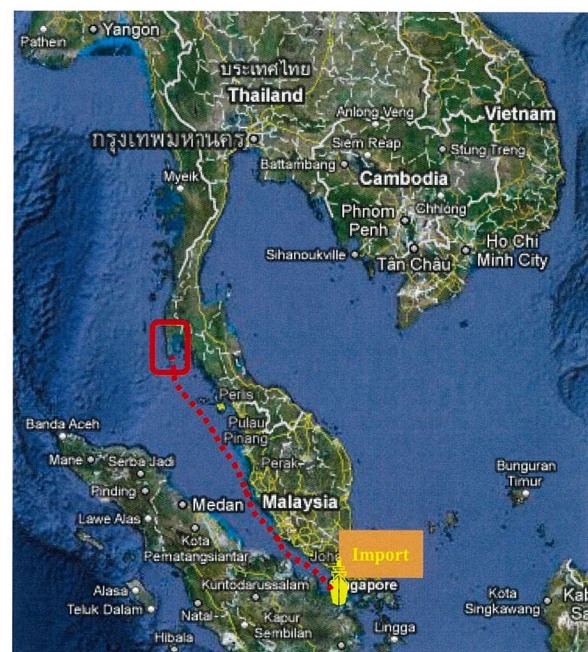 Pathein
Yangon
ประเทศไทย
Thailand
Vietnam
Anlong Veng
กรุงเทพมหานคร
Siem Reap
Stung Treng
Battambang
Cambodia
Myeik
Phnom
Penh
Chhlong
Sihanoukville
Tân Châu
Ho Chi
Minh City
Perlis
Pulau
Pinang
Banda Aceh
Mane
Serba Jadi
Perak
Bunguran
Timur
Pinding
Medan
Malaysia
Lawe Alas
Kota
Pematangsiantar
Import
Alasa
Teluk Dalam
Natal
Kapur
Sembilan
Kota
Singkawang
Hibala
Lingga